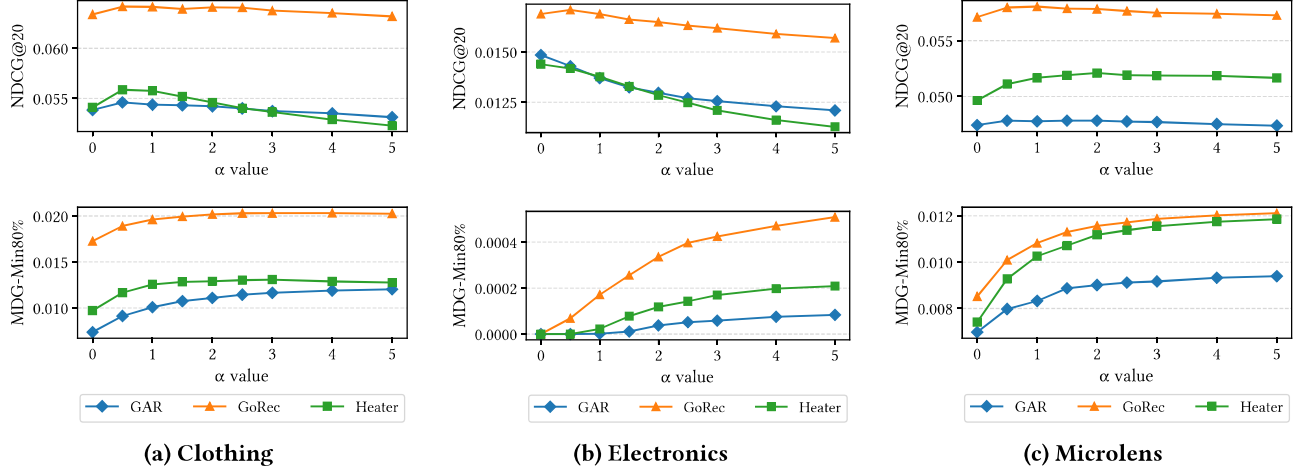 NDCG@20
0.060
0.055
0 1 2 3 4 5
α value
MDG-Min80%
0.020
0.015
0.010
0 1 2 3 4 5
α value
GAR GoRec Heater
(a) Clothing
NDCG@20
0.0150
0.0125
0 1 2 3 4 5
α value
MDG-Min80%
0.0004
0.0002
0.0000
0 1 2 3 4 5
α value
GAR GoRec Heater
(b) Electronics
NDCG@20
0.055
0.050
0 1 2 3 4 5
α value
MDG-Min80%
0.012
0.010
0.008
0 1 2 3 4 5
α value
GAR GoRec Heater
(c) Microlens